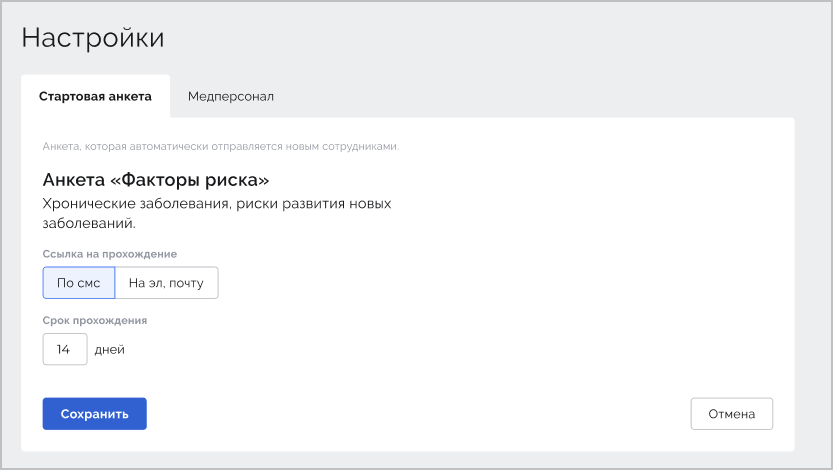 Настройки
Стартовая анкета
Медперсонал
Анкета, которая автоматически отправляется новым сотрудниками.
Анкета «Факторы риска»
Хронические заболевания, риски развития новых
заболеваний.
Ссылка на прохождение
По смс
На эл, почту
Срок прохождения
14 дней
Сохранить
Отмена